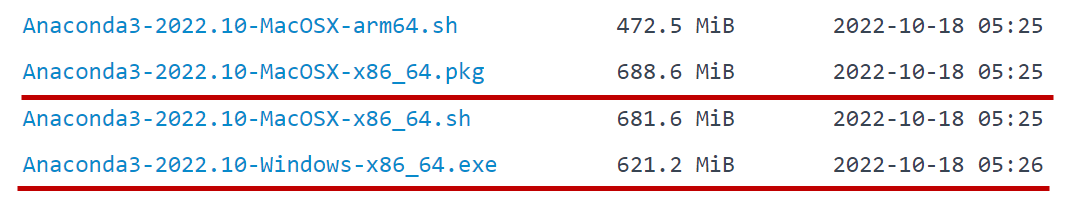 Anaconda3-2022.10-MacOSX-arm64.sh 472.5 MiB 2022-10-18 05:25
Anaconda3-2022.10-MacOSX-x86_64.pkg 688.6 MiB 2022-10-18 05:25
Anaconda3-2022.10-MacOSX-x86_64.sh 681.6 MiB 2022-10-18 05:25
Anaconda3-2022.10-Windows-x86_64.exe 621.2 MiB 2022-10-18 05:26